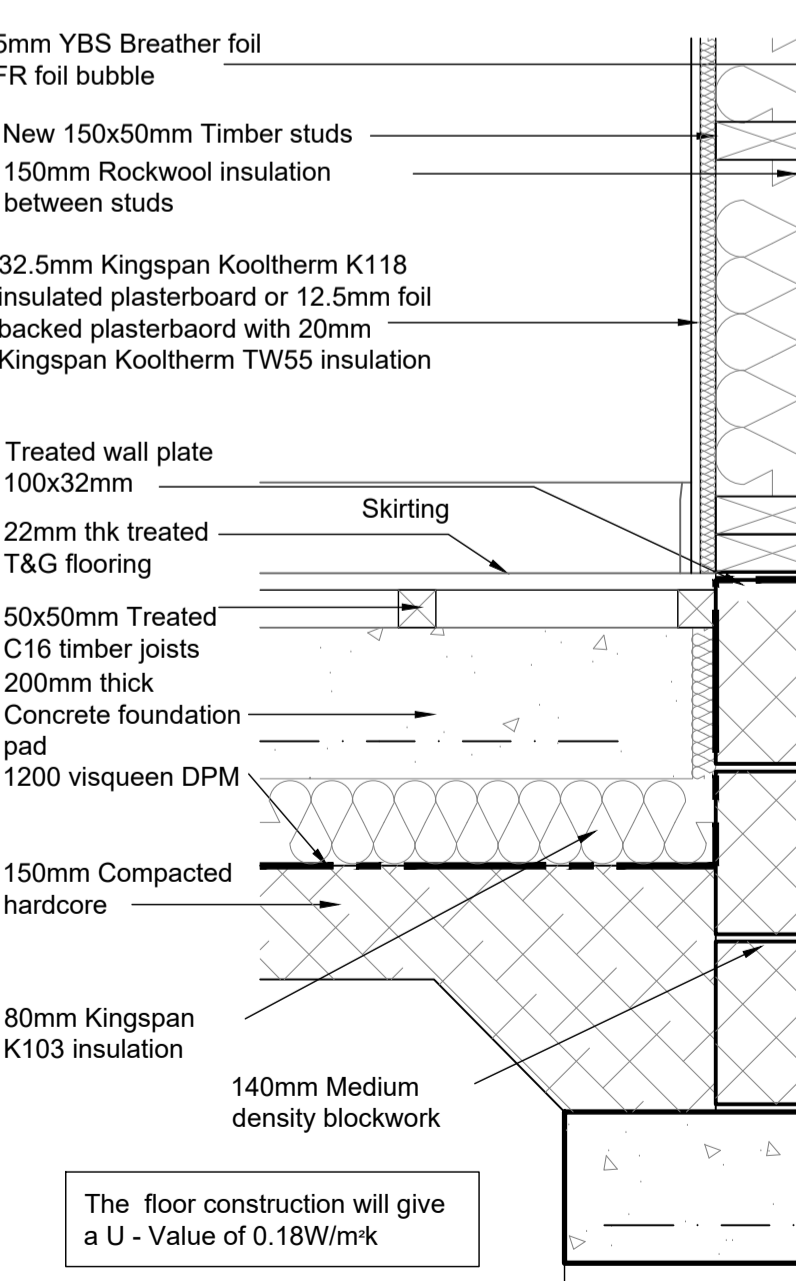 5mm YBS Breather foil
FR foil bubble
New 150x50mm Timber studs
150mm Rockwool insulation
between studs
32.5mm Kingspan Kooltherm K118
insulated plasterboard or 12.5mm foil
backed plasterbaord with 20mm
Kingspan Kooltherm TW55 insulation
Treated wall plate
100x32mm
Skirting
22mm thk treated
T&G flooring
50x50mm Treated
C16 timber joists
200mm thick
Concrete foundation
pad
1200 visqueen DPM
150mm Compacted
hardcore
80mm Kingspan
K103 insulation
140mm Medium
density blockwork
The floor construction will give
a U - Value of 0.18W/m²k